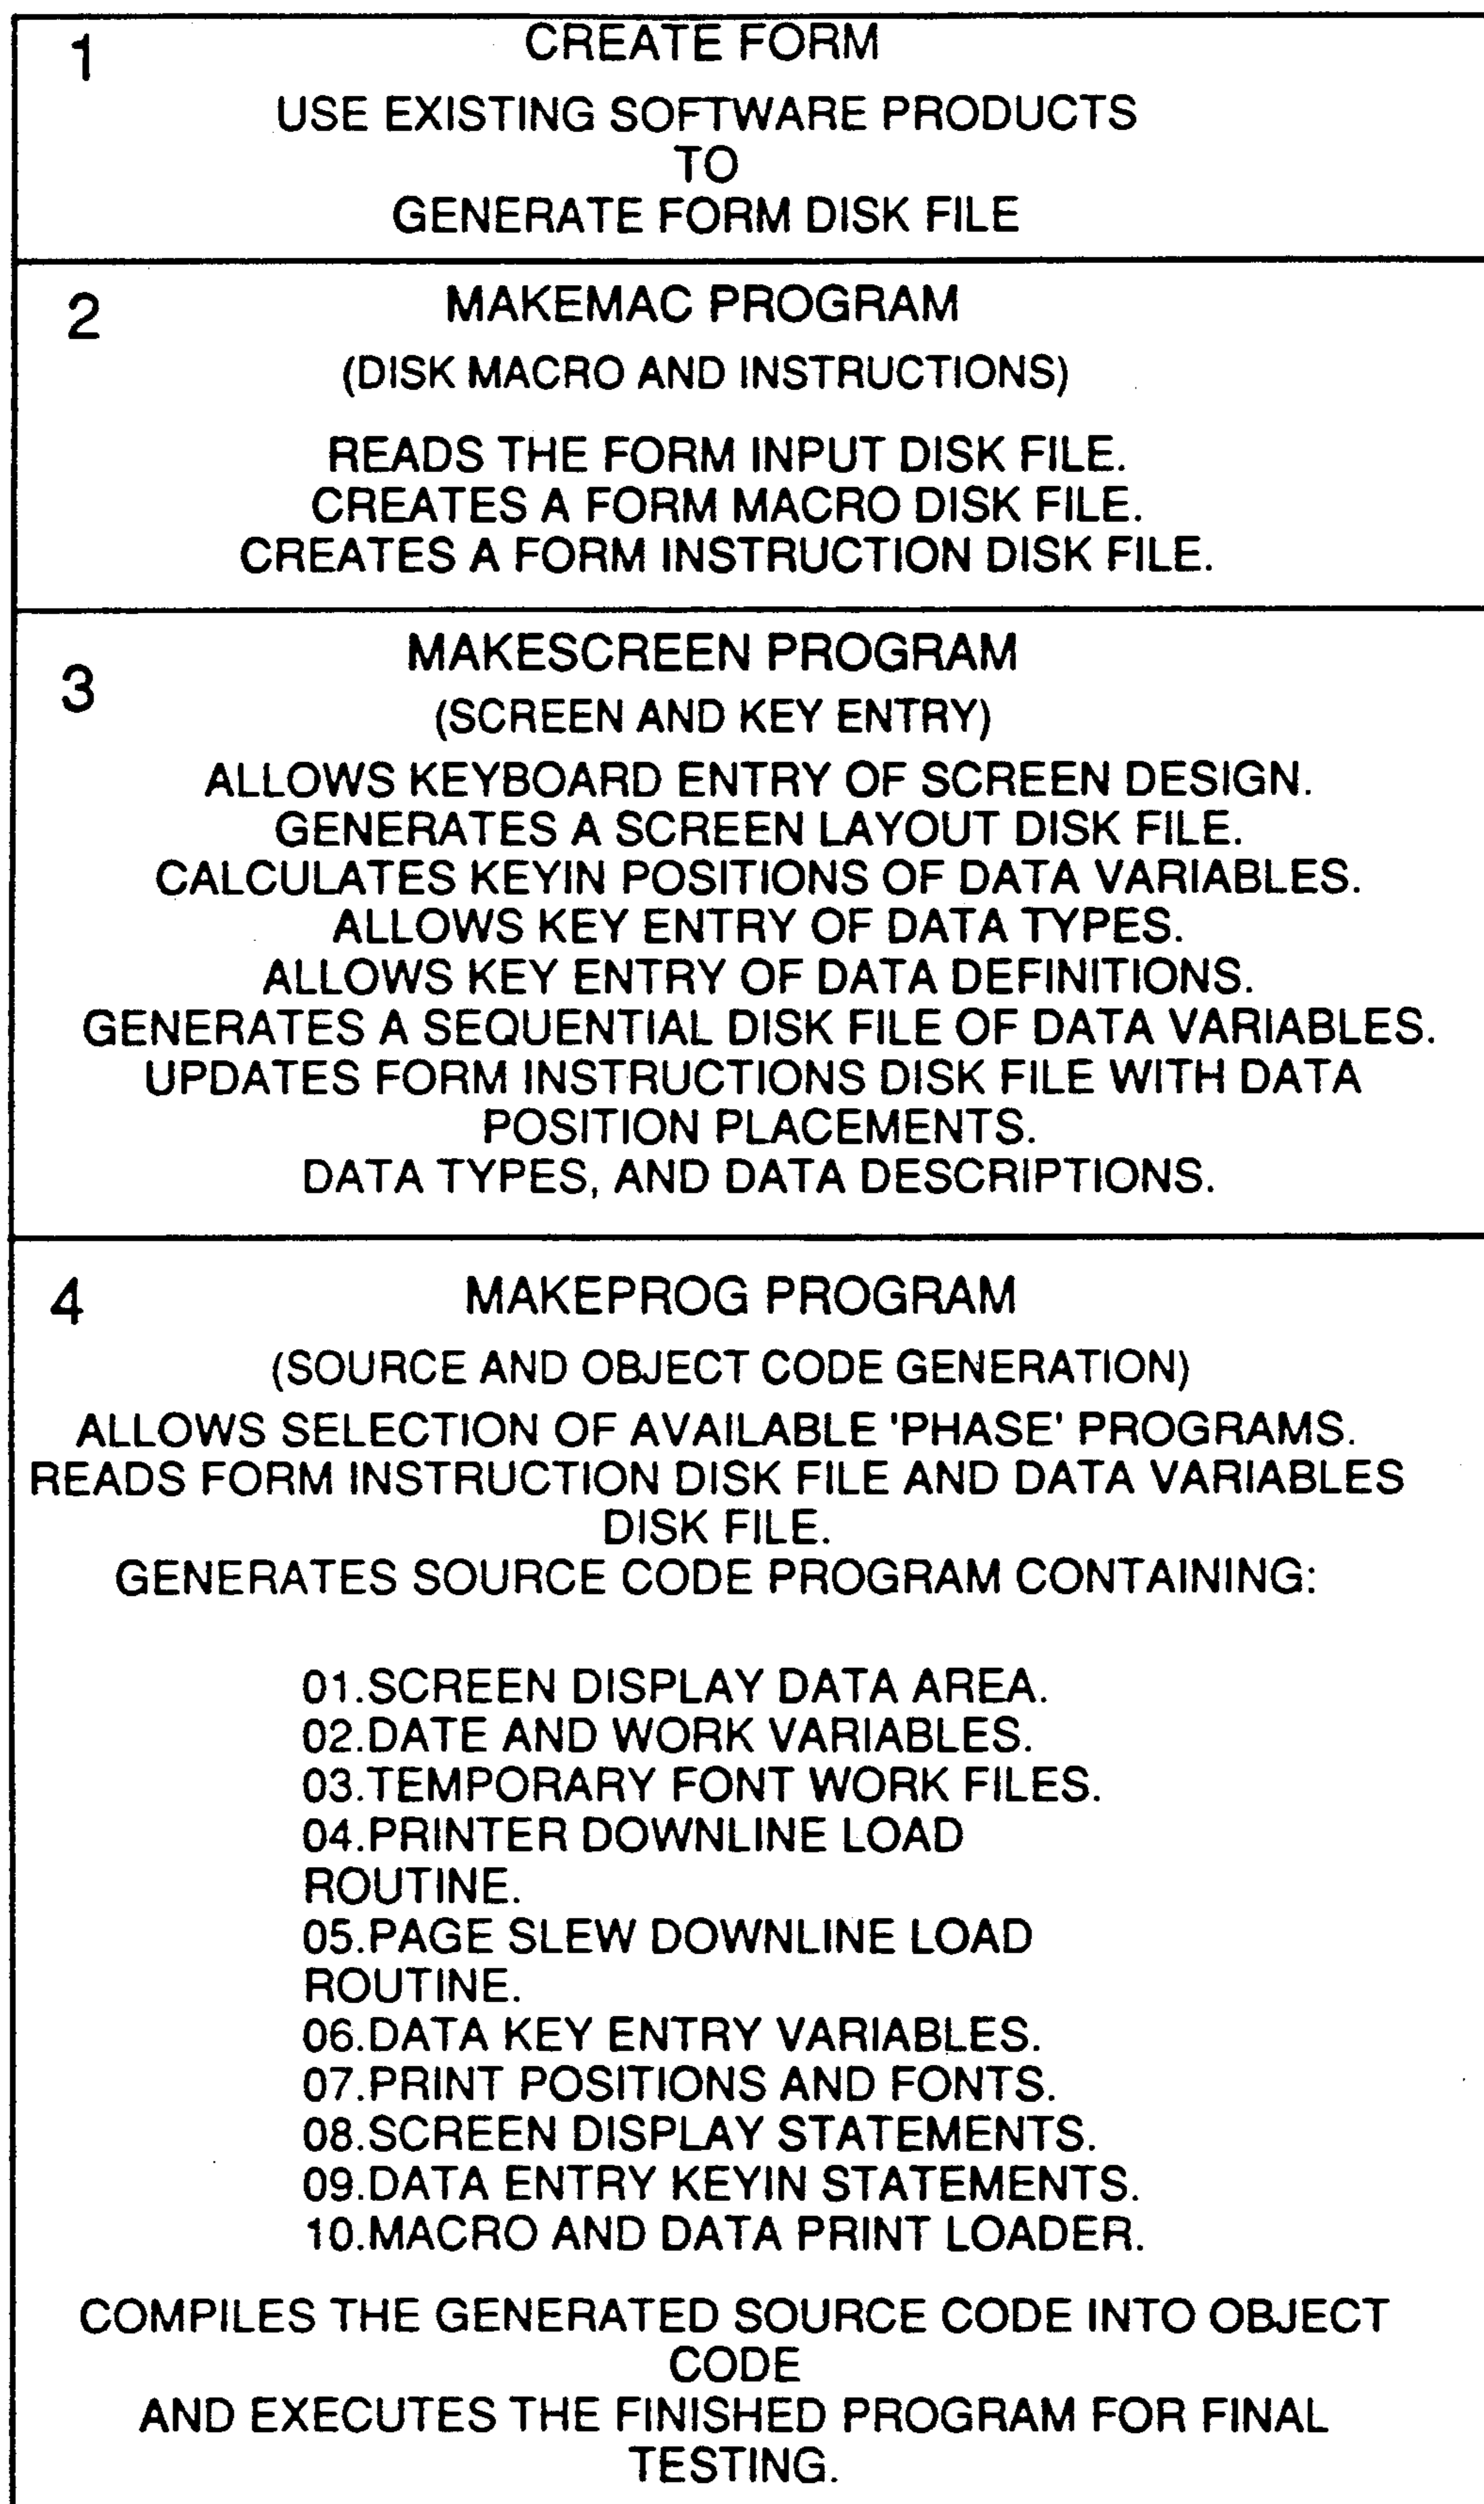 1
CREATE FORM
USE EXISTING SOFTWARE PRODUCTS
TO
GENERATE FORM DISK FILE
2
MAKEMAC PROGRAM
(DISK MACRO AND INSTRUCTIONS)
READS THE FORM INPUT DISK FILE.
CREATES A FORM MACRO DISK FILE.
CREATES A FORM INSTRUCTION DISK FILE.
3
MAKESCREEN PROGRAM
(SCREEN AND KEY ENTRY)
ALLOWS KEYBOARD ENTRY OF SCREEN DESIGN.
GENERATES A SCREEN LAYOUT DISK FILE.
CALCULATES KEYIN POSITIONS OF DATA VARIABLES.
ALLOWS KEY ENTRY OF DATA TYPES.
ALLOWS KEY ENTRY OF DATA DEFINITIONS.
GENERATES A SEQUENTIAL DISK FILE OF DATA VARIABLES.
UPDATES FORM INSTRUCTIONS DISK FILE WITH DATA
POSITION PLACEMENTS.
DATA TYPES, AND DATA DESCRIPTIONS.
4
MAKEPROG PROGRAM
(SOURCE AND OBJECT CODE GENERATION)
ALLOWS SELECTION OF AVAILABLE 'PHASE' PROGRAMS.
READS FORM INSTRUCTION DISK FILE AND DATA VARIABLES
DISK FILE.
GENERATES SOURCE CODE PROGRAM CONTAINING:
01.SCREEN DISPLAY DATA AREA.
02.DATE AND WORK VARIABLES.
03.TEMPORARY FONT WORK FILES.
04.PRINTER DOWNLINE LOAD
ROUTINE.
05.PAGE SLEW DOWNLINE LOAD
ROUTINE.
06.DATA KEY ENTRY VARIABLES.
07.PRINT POSITIONS AND FONTS.
08.SCREEN DISPLAY STATEMENTS.
09.DATA ENTRY KEYIN STATEMENTS.
10.MACRO AND DATA PRINT LOADER.
COMPILES THE GENERATED SOURCE CODE INTO OBJECT
CODE
AND EXECUTES THE FINISHED PROGRAM FOR FINAL
TESTING.